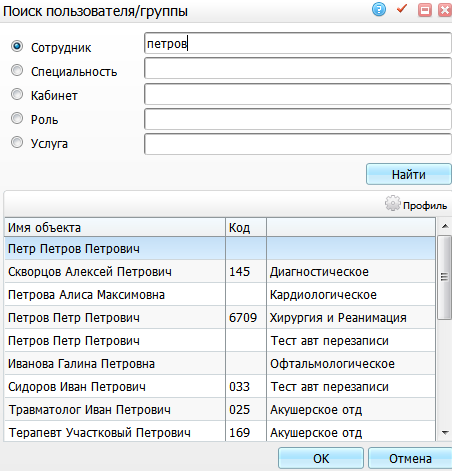 Поиск пользователя/группы
Сотрудник петров
Специальность
Кабинет
Роль
Услуга
Найти
Профиль
Имя объекта Код
Петр Петров Петрович
Скворцов Алексей Петрович 145 Диагностическое
Петрова Алиса Максимовна Кардиологическое
Петров Петр Петрович 6709 Хирургия и Реанимация
Петров Петр Петрович Тест авт перезаписи
Иванова Галина Петровна Офтальмологическое
Сидоров Иван Петрович 033 Тест авт перезаписи
Травматолог Иван Петрович 025 Акушерское отд
Терапевт Участковый Петрович 169 Акушерское отд
OK Отмена